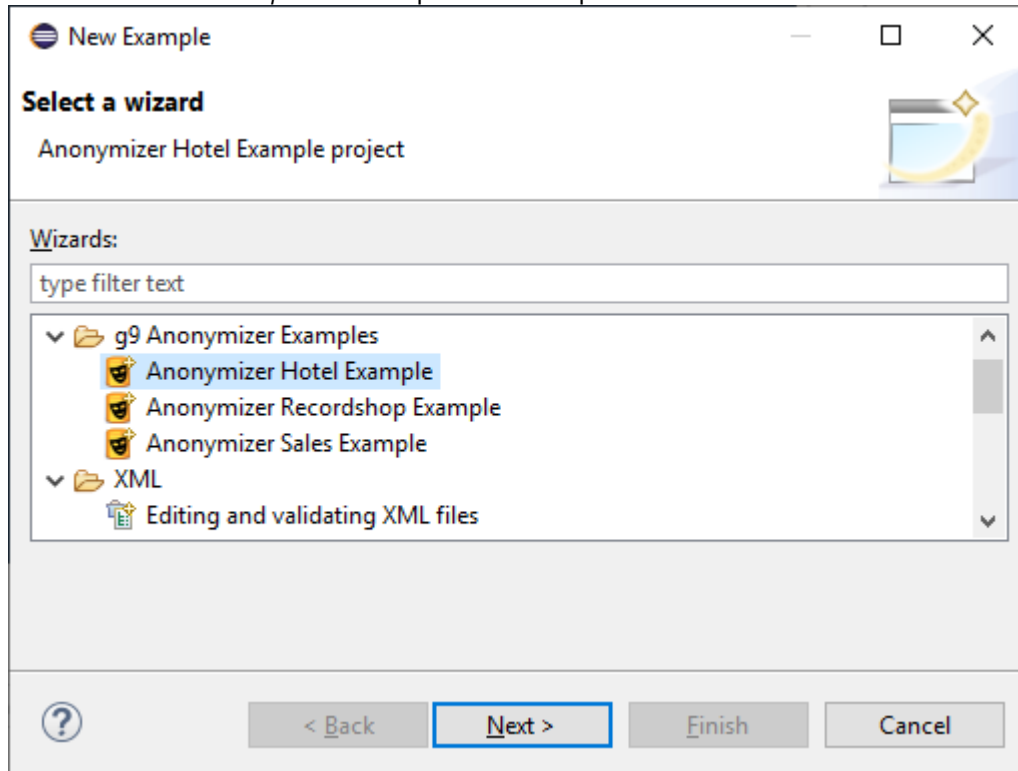 New Example
Select a wizard
Anonymizer Hotel Example project
Wizards:
type filter text
g9 Anonymizer Examples
Anonymizer Hotel Example
Anonymizer Recordshop Example
Anonymizer Sales Example
XML
Editing and validating XML files
< Back Next > Finish Cancel